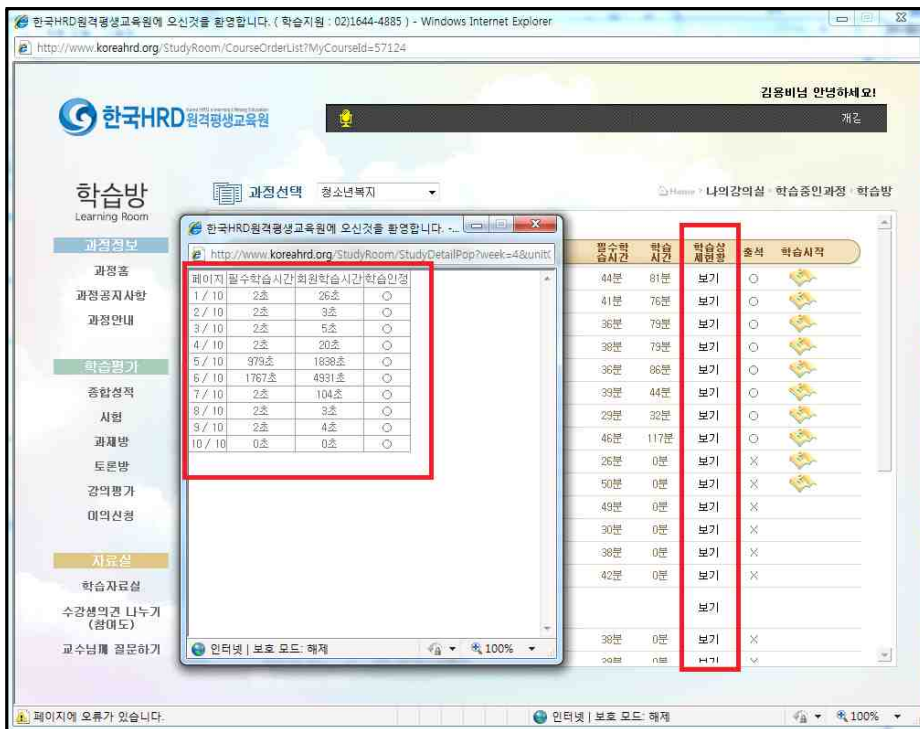 한국HRD원격평생교육원에 오신것을 환영합니다. ( 학습지원 : 02)1644-4885 ) - Windows Internet Explorer
http://www.koreahrd.org/StudyRoom/CourseOrderList?MyCourseId=57124
김용비님 안녕하세요!
한국HRD 원격평생교육원
개강
학습방
Learning Room
과정선택 청소년복지
Home 나의강의실 학습중인과정 학습방
과정정보
과정홈
과정공지사항
과정안내
학습평가
종합성적
시험
과제방
토론방
강의평가
이의신청
자료실
학습자료실
수강생의견 나누기
(참여도)
교수님께 질문하기
한국HRD원격평생교육원에 오신것을 환영합니다. -...
http://www.koreahrd.org/StudyRoom/StudyDetailPop?week=4&unit
페이지 필수학습시간 회원학습시간 학습인정
1 / 10 2초 26초 ○
2 / 10 2초 3초 ○
3 / 10 2초 5초 ○
4 / 10 2초 20초 ○
5 / 10 979초 1838초 ○
6 / 10 1767초 4931초 ○
7 / 10 2초 104초 ○
8 / 10 2초 3초 ○
9 / 10 2초 4초 ○
10 / 10 0초 0초 ○
인터넷 | 보호 모드: 해제 100%
필수학습시간 학습시간 학습상세현황 출석 학습시작
44분 81분 보기 ○
41분 76분 보기 ○
36분 79분 보기 ○
38분 79분 보기 ○
36분 86분 보기 ○
39분 44분 보기 ○
29분 32분 보기 ○
46분 117분 보기 ○
26분 0분 보기 X
50분 0분 보기 X
49분 0분 보기 X
30분 0분 보기 X
38분 0분 보기 X
42분 0분 보기 X
보기
38분 0분 보기 X
29분 0분 보기 X
페이지에 오류가 있습니다.
인터넷 | 보호 모드: 해제 100%